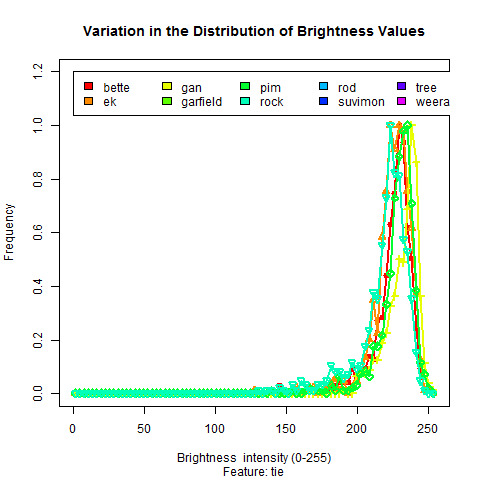 Variation in the Distribution of Brightness Values
bette gan pim rod tree
ek garfield rock suvimon weera
Frequency
0.0 0.2 0.4 0.6 0.8 1.0 1.2
0 50 100 150 200 250
Brightness intensity (0-255)
Feature: tie